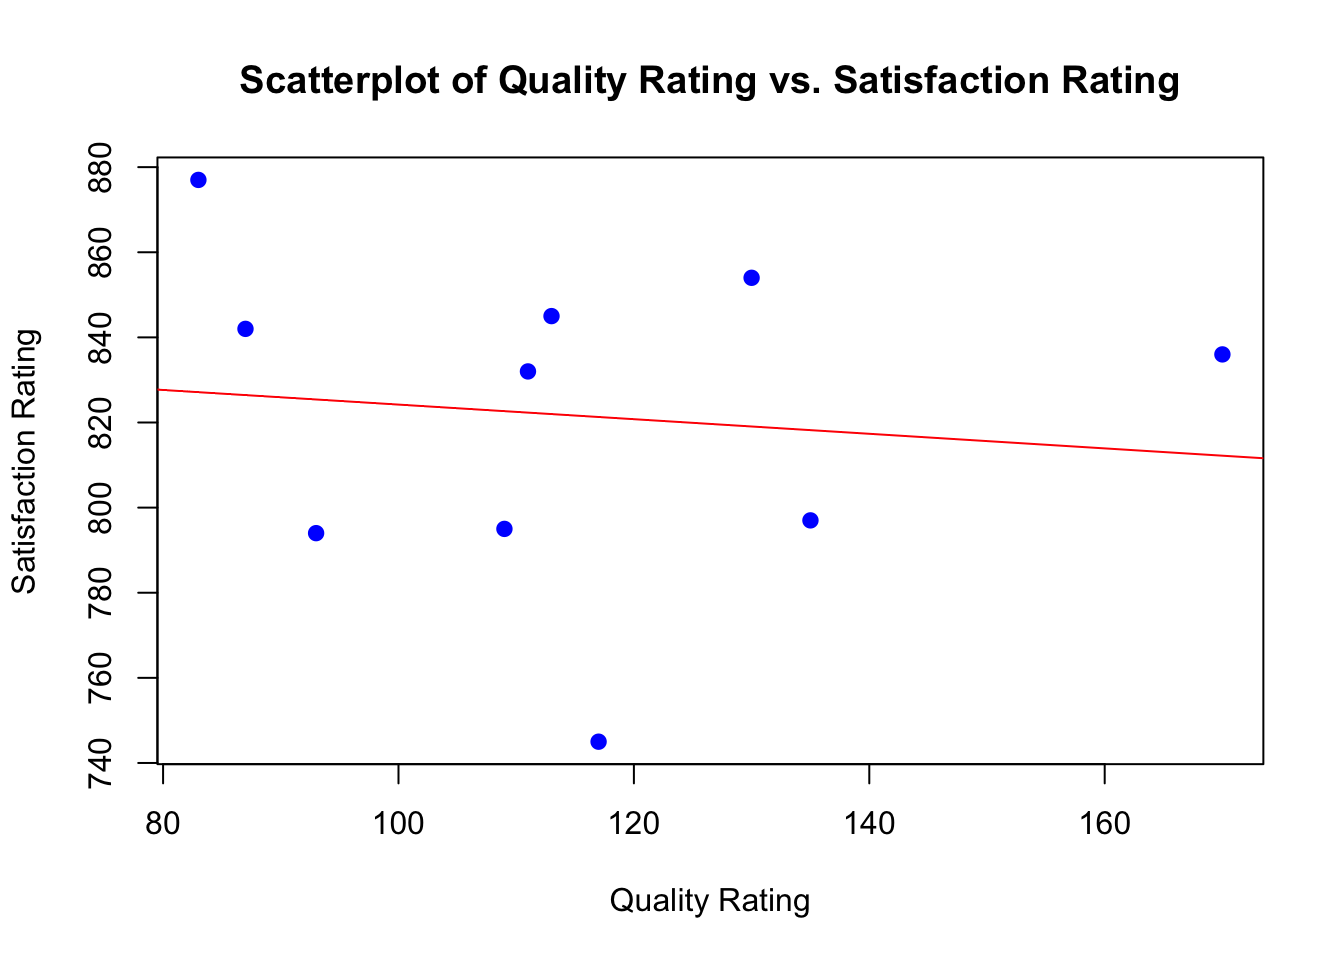 Scatterplot of Quality Rating vs. Satisfaction Rating
880
860
840
820
800
780
760
740
Satisfaction Rating
80 100 120 140 160
Quality Rating